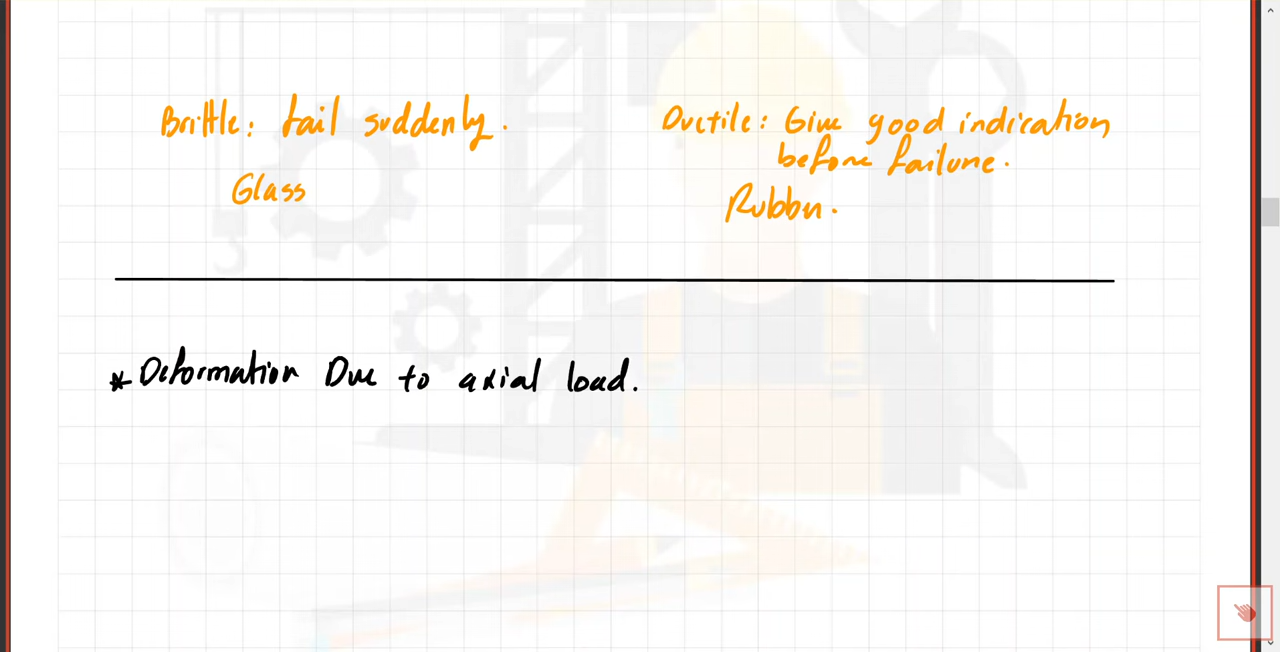 Brittle: fail suddenly.
Glass
Ductile: Give good indication
before failure.
Rubber.
* Deformation Due to axial load.